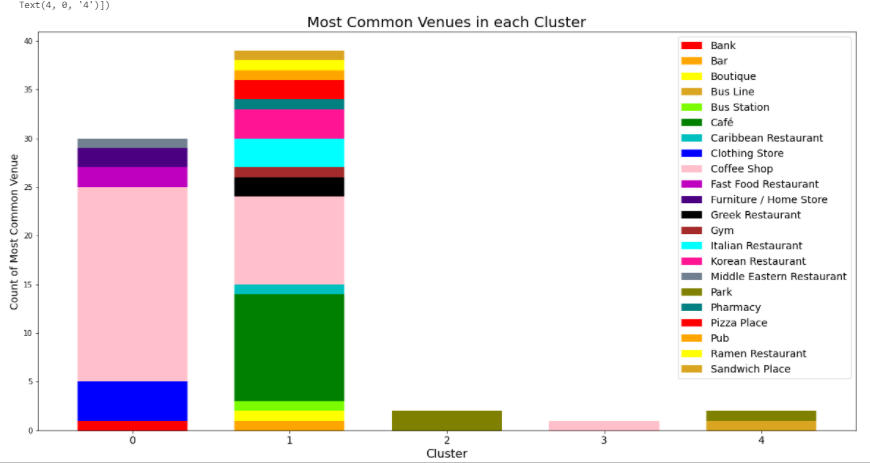 Text(4, 0, '4')])
Most Common Venues in each Cluster
Count of Most Common Venue
40
35
30
25
20
15
10
5
0
0 1 2 3 4
Cluster
Bank
Bar
Boutique
Bus Line
Bus Station
Café
Caribbean Restaurant
Clothing Store
Coffee Shop
Fast Food Restaurant
Furniture / Home Store
Greek Restaurant
Gym
Italian Restaurant
Korean Restaurant
Middle Eastern Restaurant
Park
Pharmacy
Pizza Place
Pub
Ramen Restaurant
Sandwich Place